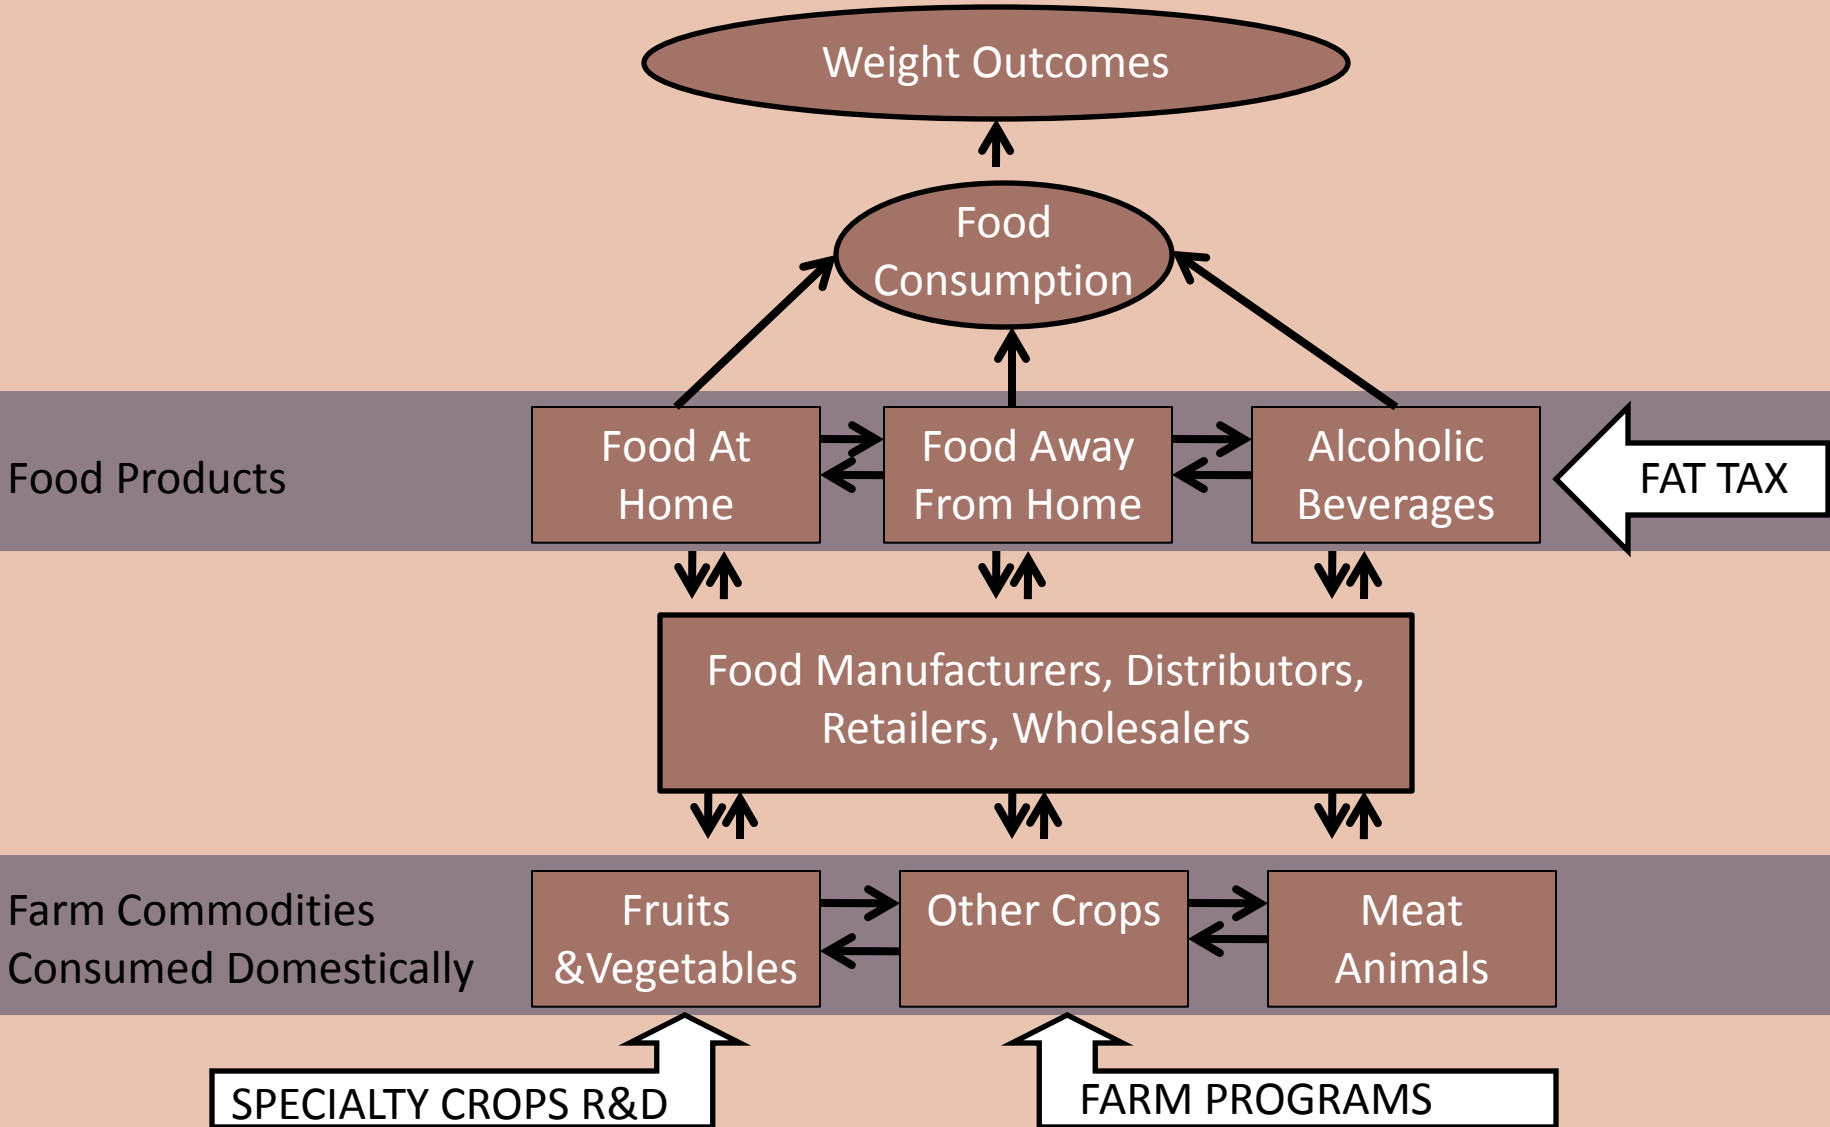 Weight Outcomes
Food
Consumption
Food Products
Food At
Home
Food Away
From Home
Alcoholic
Beverages
FAT TAX
Food Manufacturers, Distributors,
Retailers, Wholesalers
Farm Commodities
Consumed Domestically
Fruits
&Vegetables
Other Crops
Meat
Animals
SPECIALTY CROPS R&D
FARM PROGRAMS